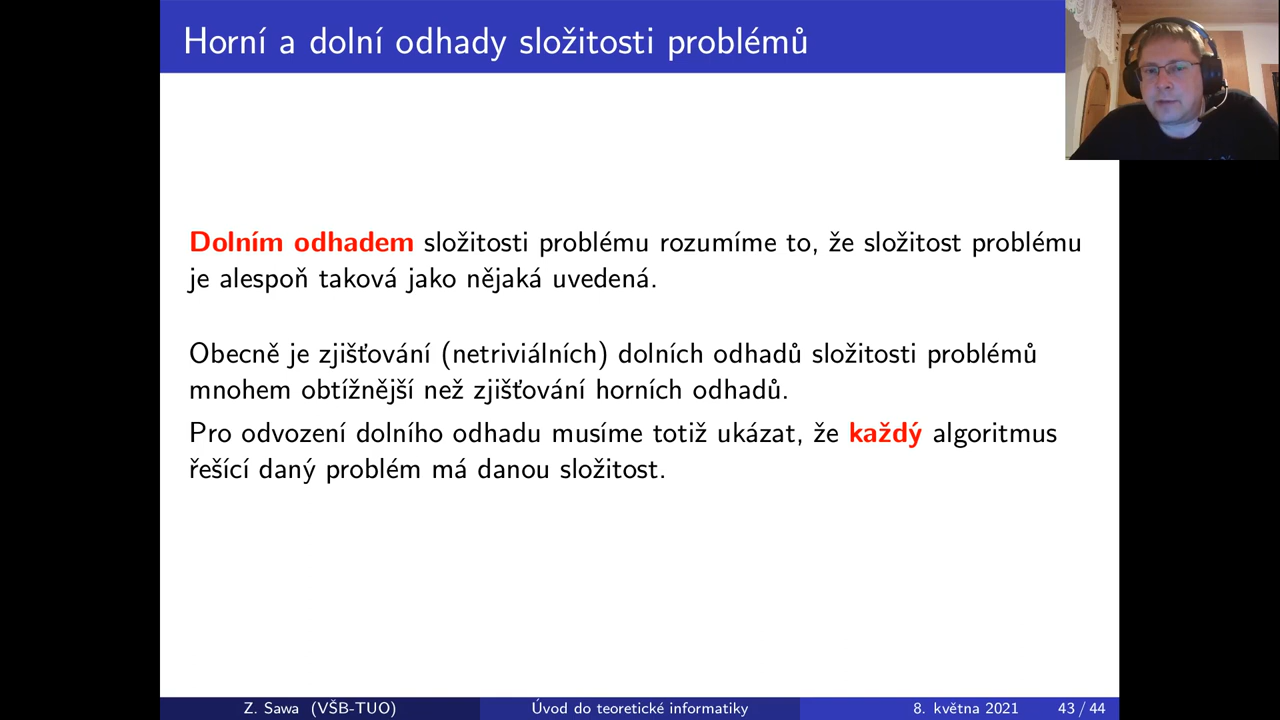 Horní a dolní odhady složitosti problémů
Dolním odhadem složitosti problému rozumíme to, že složitost problému
je alespoň taková jako nějaká uvedená.
Obecně je zjišťování (netriviálních) dolních odhadů složitosti problémů
mnohem obtížnější než zjišťování horních odhadů.
Pro odvození dolního odhadu musíme totiž ukázat, že každý algoritmus
řešící daný problém má danou složitost.
Z. Sawa (VŠB-TUO) Úvod do teoretické informatiky 8. května 2021 43 / 44